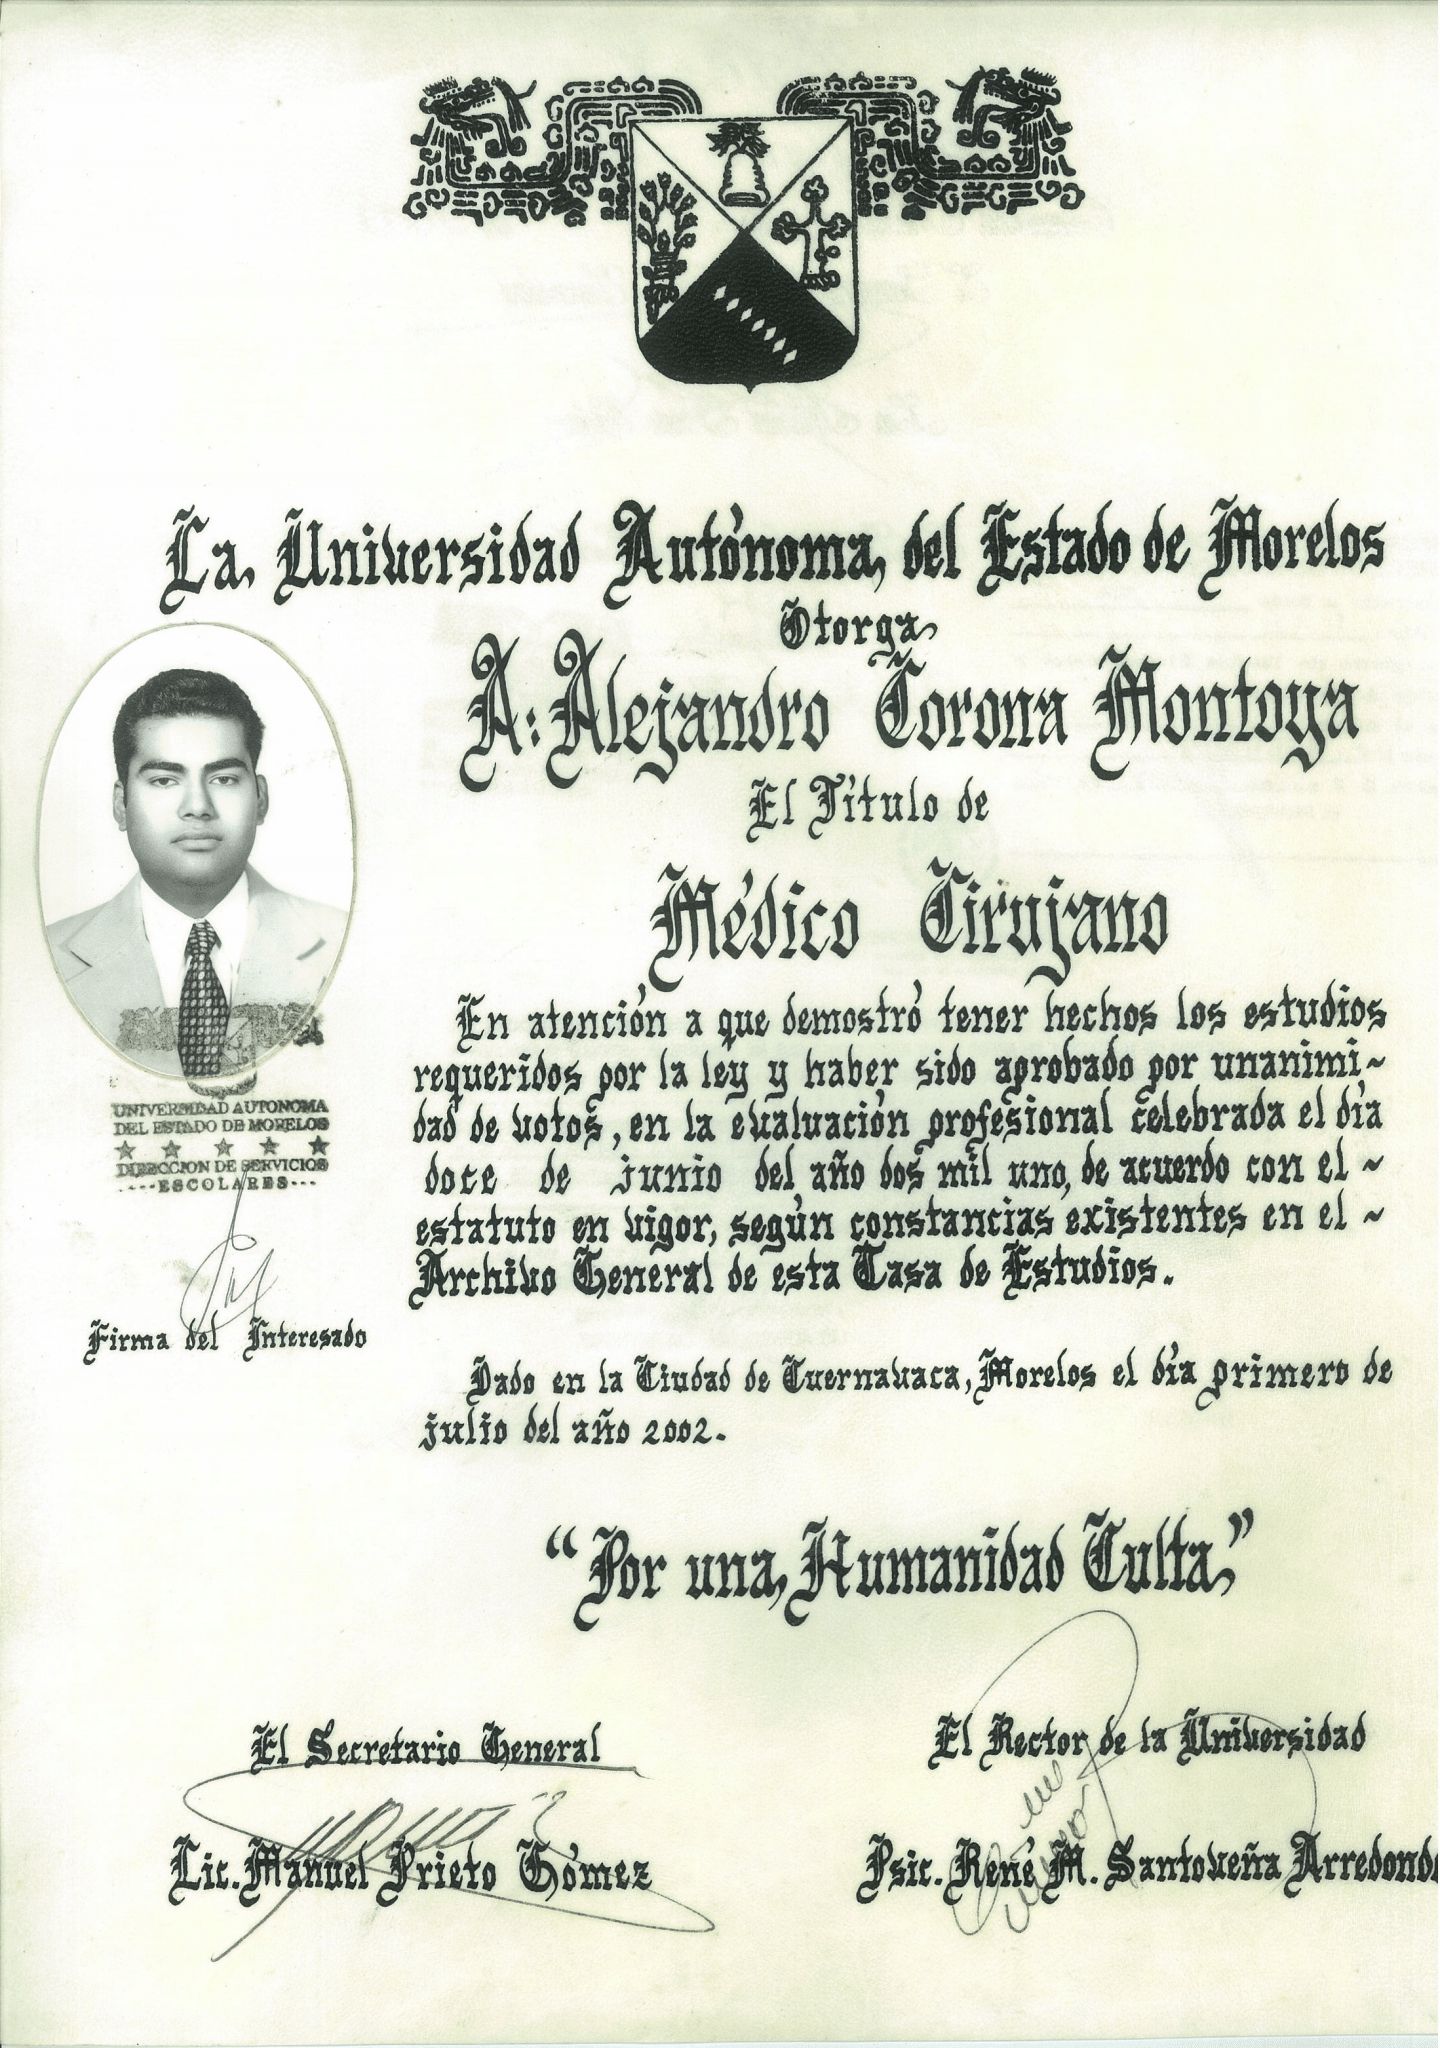 La Universidad Autónoma del Estado de Morelos
Otorga
A: Alejandro Corona Montoya
El Título de
Médico Cirujano
En atención a que demostró tener hechos los estudios
requeridos por la ley y haber sido aprobado por unanimi~
dad de votos, en la evaluación profesional celebrada el día
doce de junio del año dos mil uno, de acuerdo con el ~
estatuto en vigor, según constancias existentes en el ~
Archivo General de esta Casa de Estudios.
UNIVERSIDAD AUTONOMA
DEL ESTADO DE MORELOS
DIRECCION DE SERVICIOS
----ESCOLARES---
Firma del Interesado
Dado en la Ciudad de Cuernavaca, Morelos el día primero de
julio del año 2002.
"Por una Humanidad Culta"
El Secretario General
Lic. Manuel Prieto Gómez
El Rector de la Universidad
Psic. René M. Santoveña Arredondo